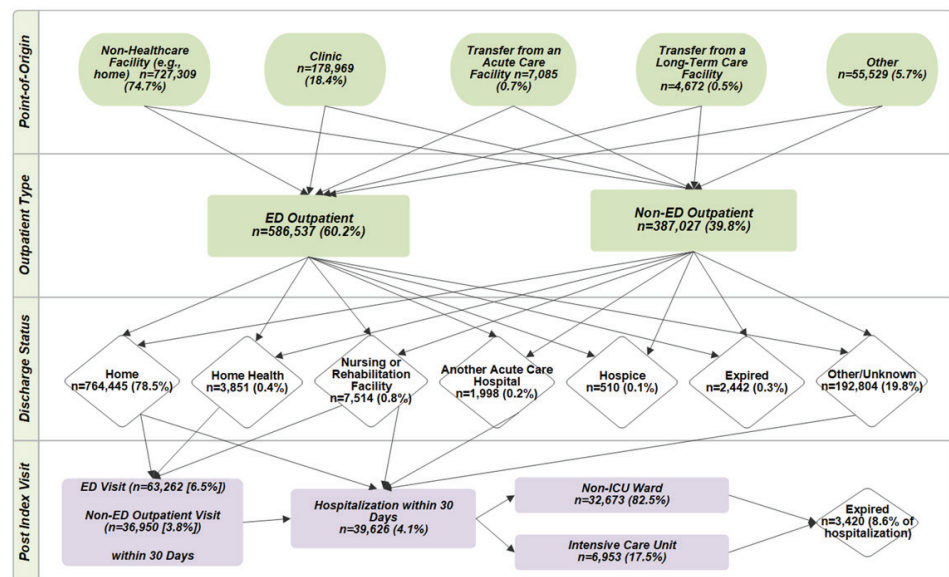 Point-of-Origin
Non-Healthcare
Facility (e.g.,
home) n=727,309
(74.7%)
Clinic
n=178,969
(18.4%)
Transfer from an
Acute Care
Facility n=7,085
(0.7%)
Transfer from a
Long-Term Care
Facility
n=4,672 (0.5%)
Other
n=55,529 (5.7%)
Outpatient Type
ED Outpatient
n=586,537 (60.2%)
Non-ED Outpatient
n=387,027 (39.8%)
Discharge Status
Home
n=764,445 (78.5%)
Home Health
n=3,851 (0.4%)
Nursing or
Rehabilitation
Facility
n=7,514 (0.8%)
Another Acute Care
Hospital
n=1,998 (0.2%)
Hospice
n=510 (0.1%)
Expired
n=2,442 (0.3%)
Other/Unknown
n=192,804 (19.8%)
Post Index Visit
ED Visit (n=63,262 [6.5%])
Non-ED Outpatient Visit
(n=36,950 [3.8%])
within 30 Days
Hospitalization within 30
Days
n=39,626 (4.1%)
Non-ICU Ward
n=32,673 (82.5%)
Intensive Care Unit
n=6,953 (17.5%)
Expired
n=3,420 (8.6% of
hospitalization)